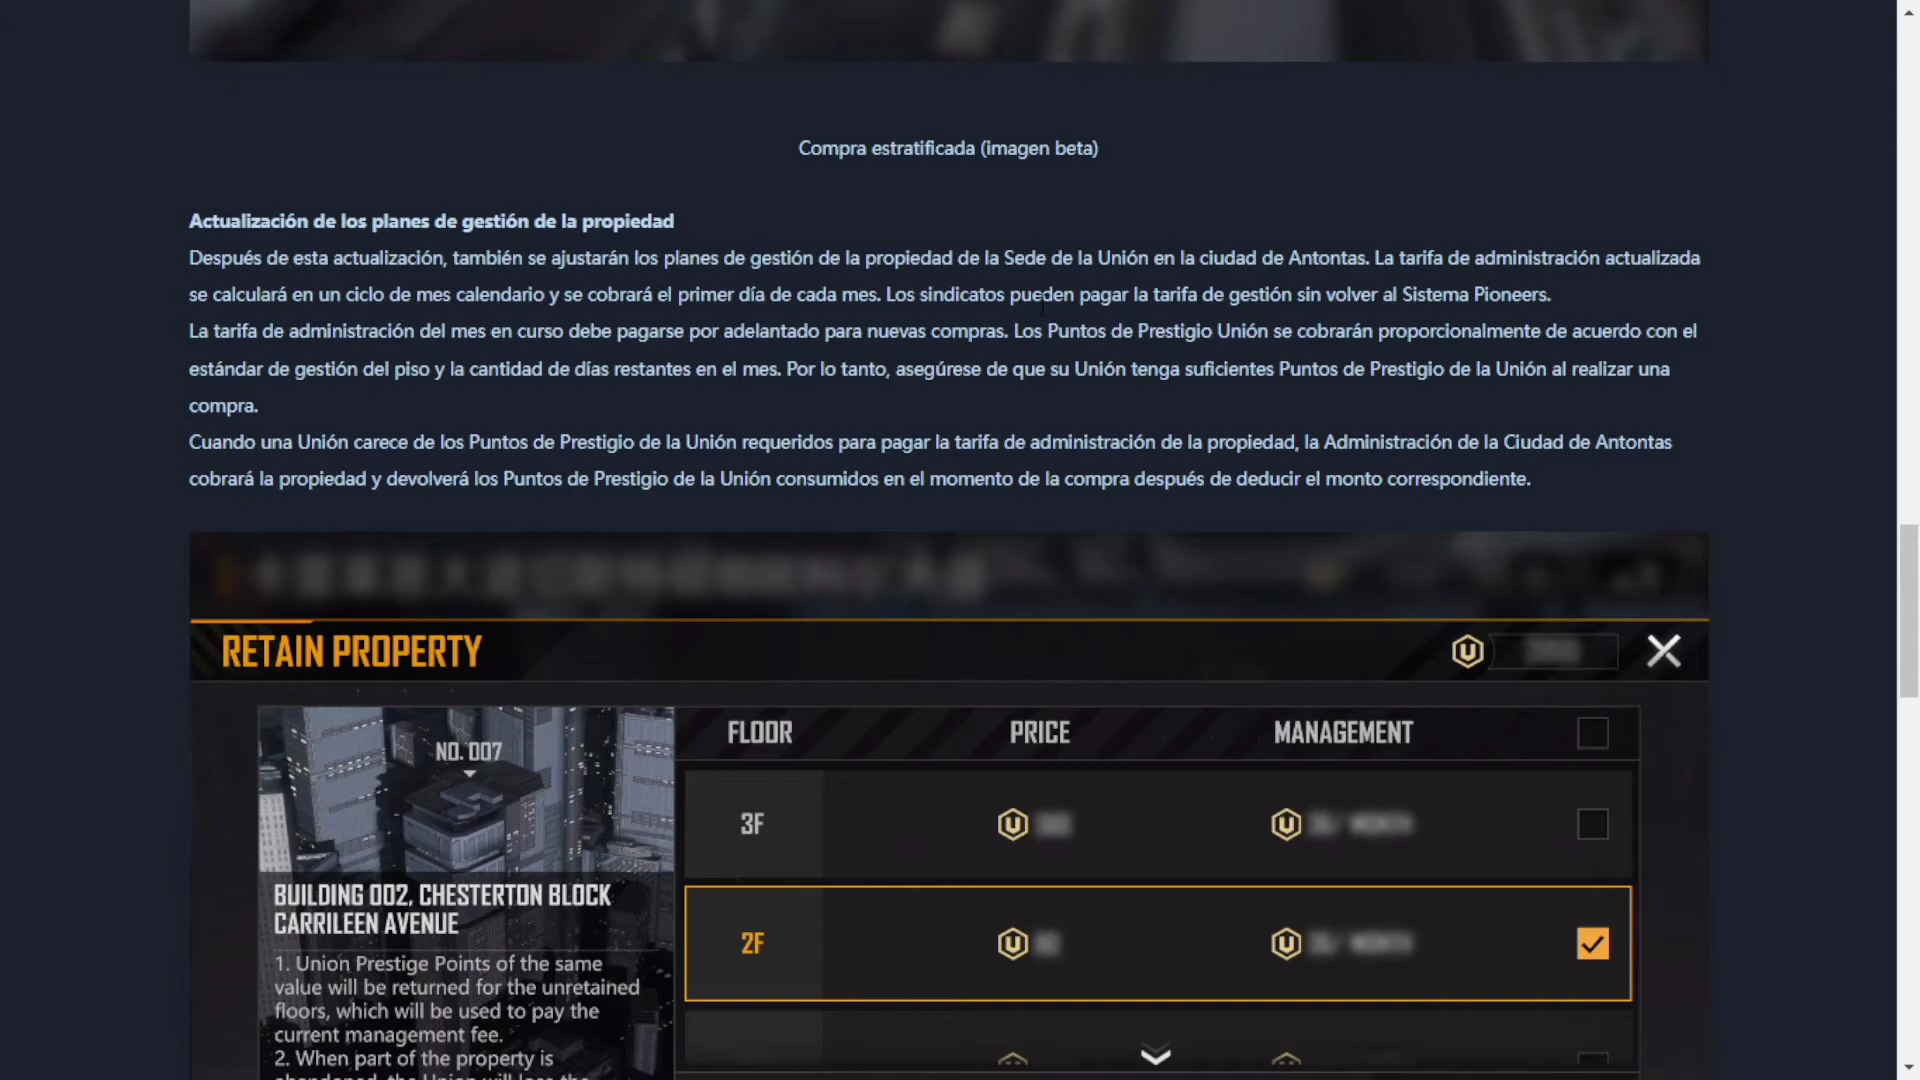 Compra estratificada (imagen beta)
Actualización de los planes de gestión de la propiedad
Después de esta actualización, también se ajustarán los planes de gestión de la propiedad de la Sede de la Unión en la ciudad de Antontas. La tarifa de administración actualizada
se calculará en un ciclo de mes calendario y se cobrará el primer día de cada mes. Los sindicatos pueden pagar la tarifa de gestión sin volver al Sistema Pioneers.
La tarifa de administración del mes en curso debe pagarse por adelantado para nuevas compras. Los Puntos de Prestigio Unión se cobrarán proporcionalmente de acuerdo con el
estándar de gestión del piso y la cantidad de días restantes en el mes. Por lo tanto, asegúrese de que su Unión tenga suficientes Puntos de Prestigio de la Unión al realizar una
compra.
Cuando una Unión carece de los Puntos de Prestigio de la Unión requeridos para pagar la tarifa de administración de la propiedad, la Administración de la Ciudad de Antontas
cobrará la propiedad y devolverá los Puntos de Prestigio de la Unión consumidos en el momento de la compra después de deducir el monto correspondiente.
RETAIN PROPERTY
FLOOR PRICE MANAGEMENT
NO. 007
3F
BUILDING 002, CHESTERTON BLOCK
CARRILEEN AVENUE
2F
1. Union Prestige Points of the same
value will be returned for the unretained
floors, which will be used to pay the
current management fee.
2. When part of the property is